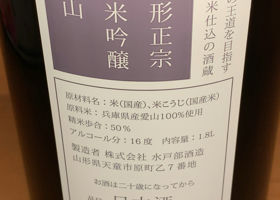 の王道を目指す
米仕込の酒蔵
形正宗
米吟醸
山
原材料名：米（国産）、米こうじ（国産米）
原料米：兵庫県産愛山100％使用
精米歩合：50％
アルコール分：16度　内容量：1.8L
製造者 株式会社 水戸部酒造
山形県天童市原町乙7番地
お酒は二十歳になってから
日本酒